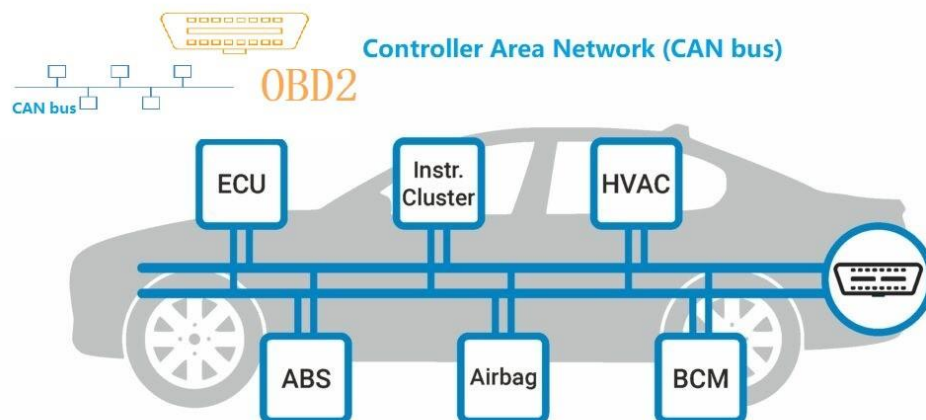 Controller Area Network (CAN bus)
OBD2
CAN bus
ECU
Instr.
Cluster
HVAC
ABS
Airbag
BCM